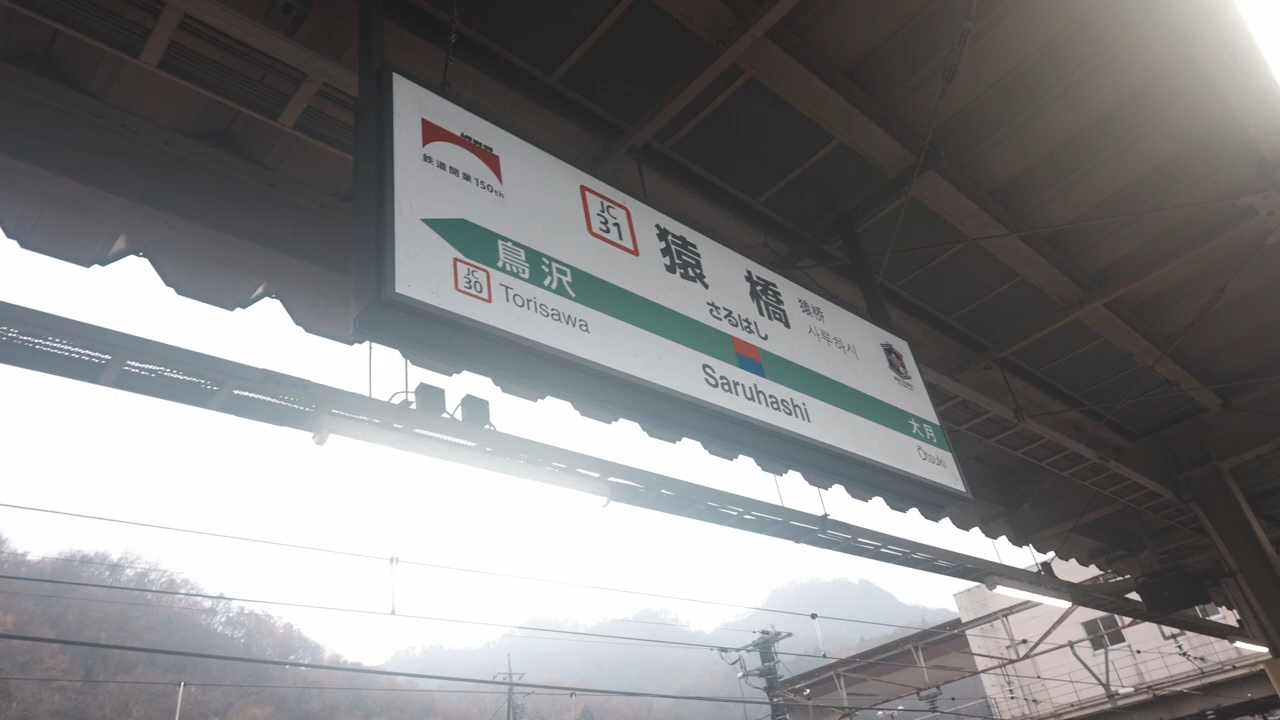 鉄道開業150th
JC
31
猿橋
さるはし
猿桥
사루하시
鳥沢
JC
30
Torisawa
Saruhashi
大月
Ōtsuki